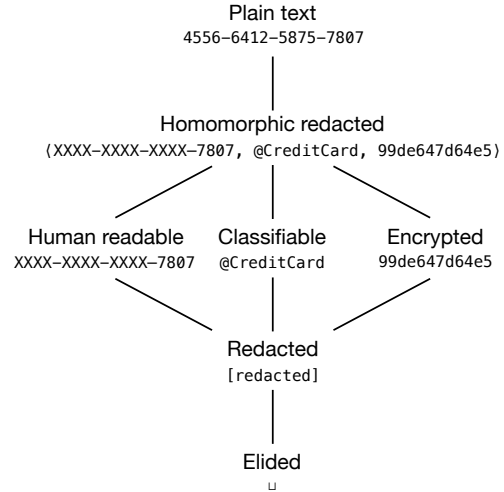 Plain text
4556-6412-5875-7807
Homomorphic redacted
⟨XXXX-XXXX-XXXX-7807, @CreditCard, 99de647d64e5⟩
Human readable Classifiable Encrypted
XXXX-XXXX-XXXX-7807 @CreditCard 99de647d64e5
Redacted
[redacted]
Elided
␣